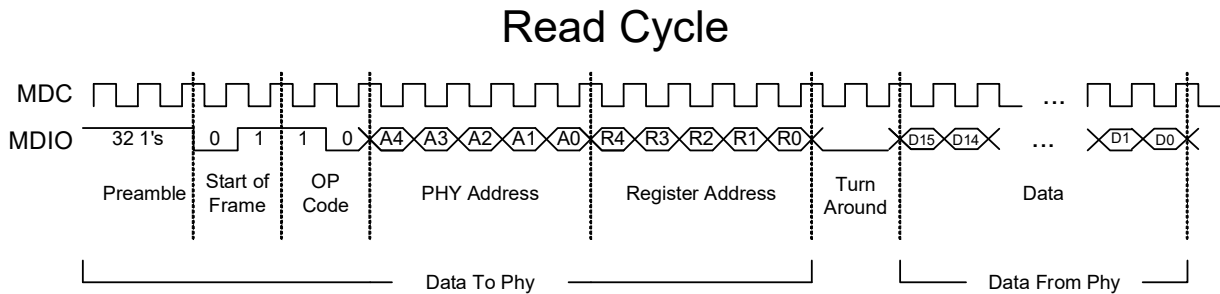 Read Cycle
MDC ...
MDIO 32 1's 0 1 1 0 A4 A3 A2 A1 A0 R4 R3 R2 R1 R0 D15 D14 ... D1 D0
Preamble
Start of
Frame
OP
Code
PHY Address
Register Address
Turn
Around
Data
Data To Phy
Data From Phy